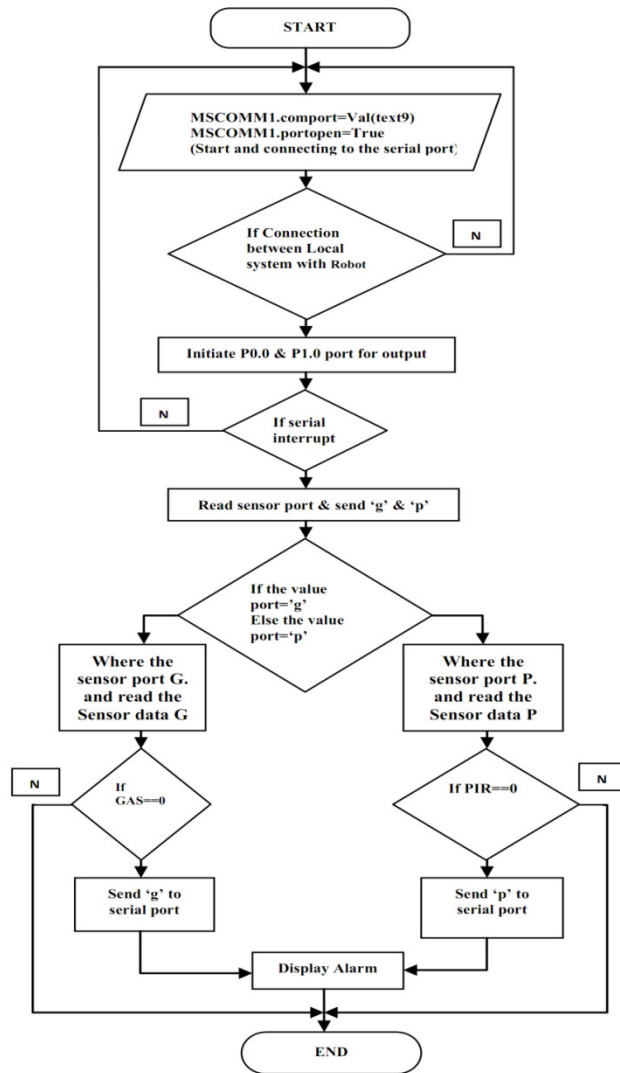 START
MSCOMM1.comport=Val(text9)
MSCOMM1.portopen=True
(Start and connecting to the serial port)
If Connection
between Local
system with Robot
N
Initiate P0.0 & P1.0 port for output
N
If serial
interrupt
Read sensor port & send ‘g’ & ‘p’
If the value
port=’g’
Else the value
port=‘p’
Where the
sensor port G.
and read the
Sensor data G
Where the
sensor port P.
and read the
Sensor data P
N
If
GAS==0
If PIR==0
N
Send ‘g’ to
serial port
Send ‘p’ to
serial port
Display Alarm
END